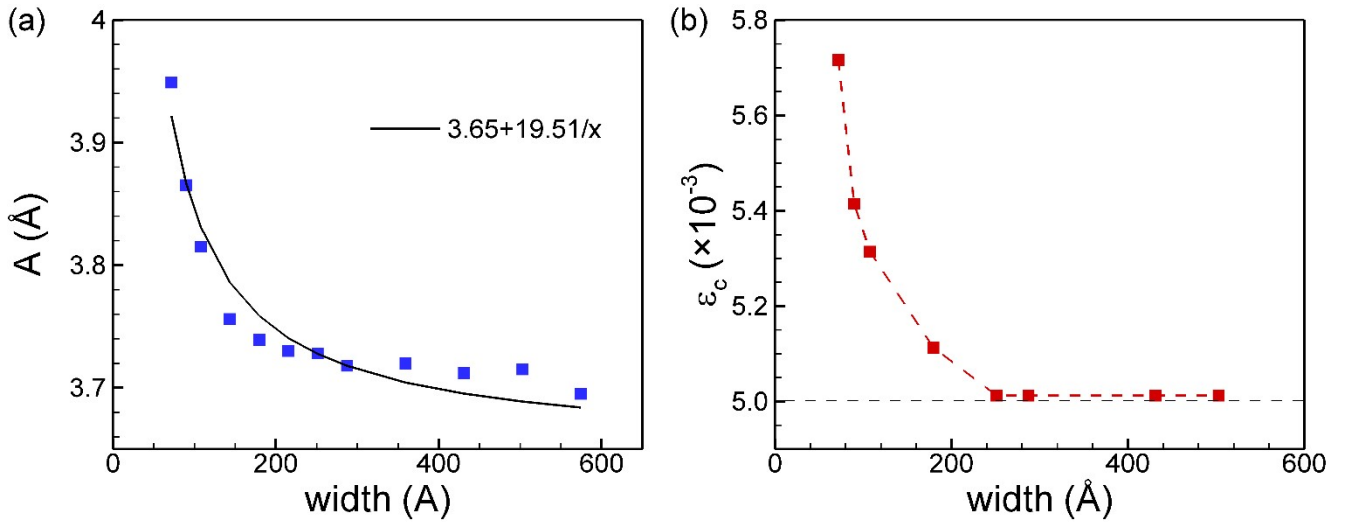 (a)
4
3.9
3.8
3.7
A (Å)
3.65+19.51/x
0
200
400
600
width (A)
(b)
5.8
5.6
5.4
5.2
5.0
ε_c (×10⁻³)
0
200
400
600
width (Å)